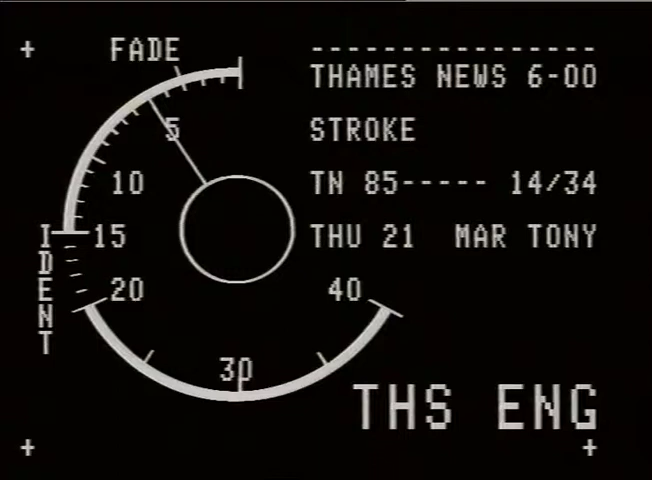 FADE
----------------
THAMES NEWS 6-00
5
STROKE
10
TN 85----- 14/34
15
THU 21 MAR TONY
IDENT
20
40
30
THS ENG